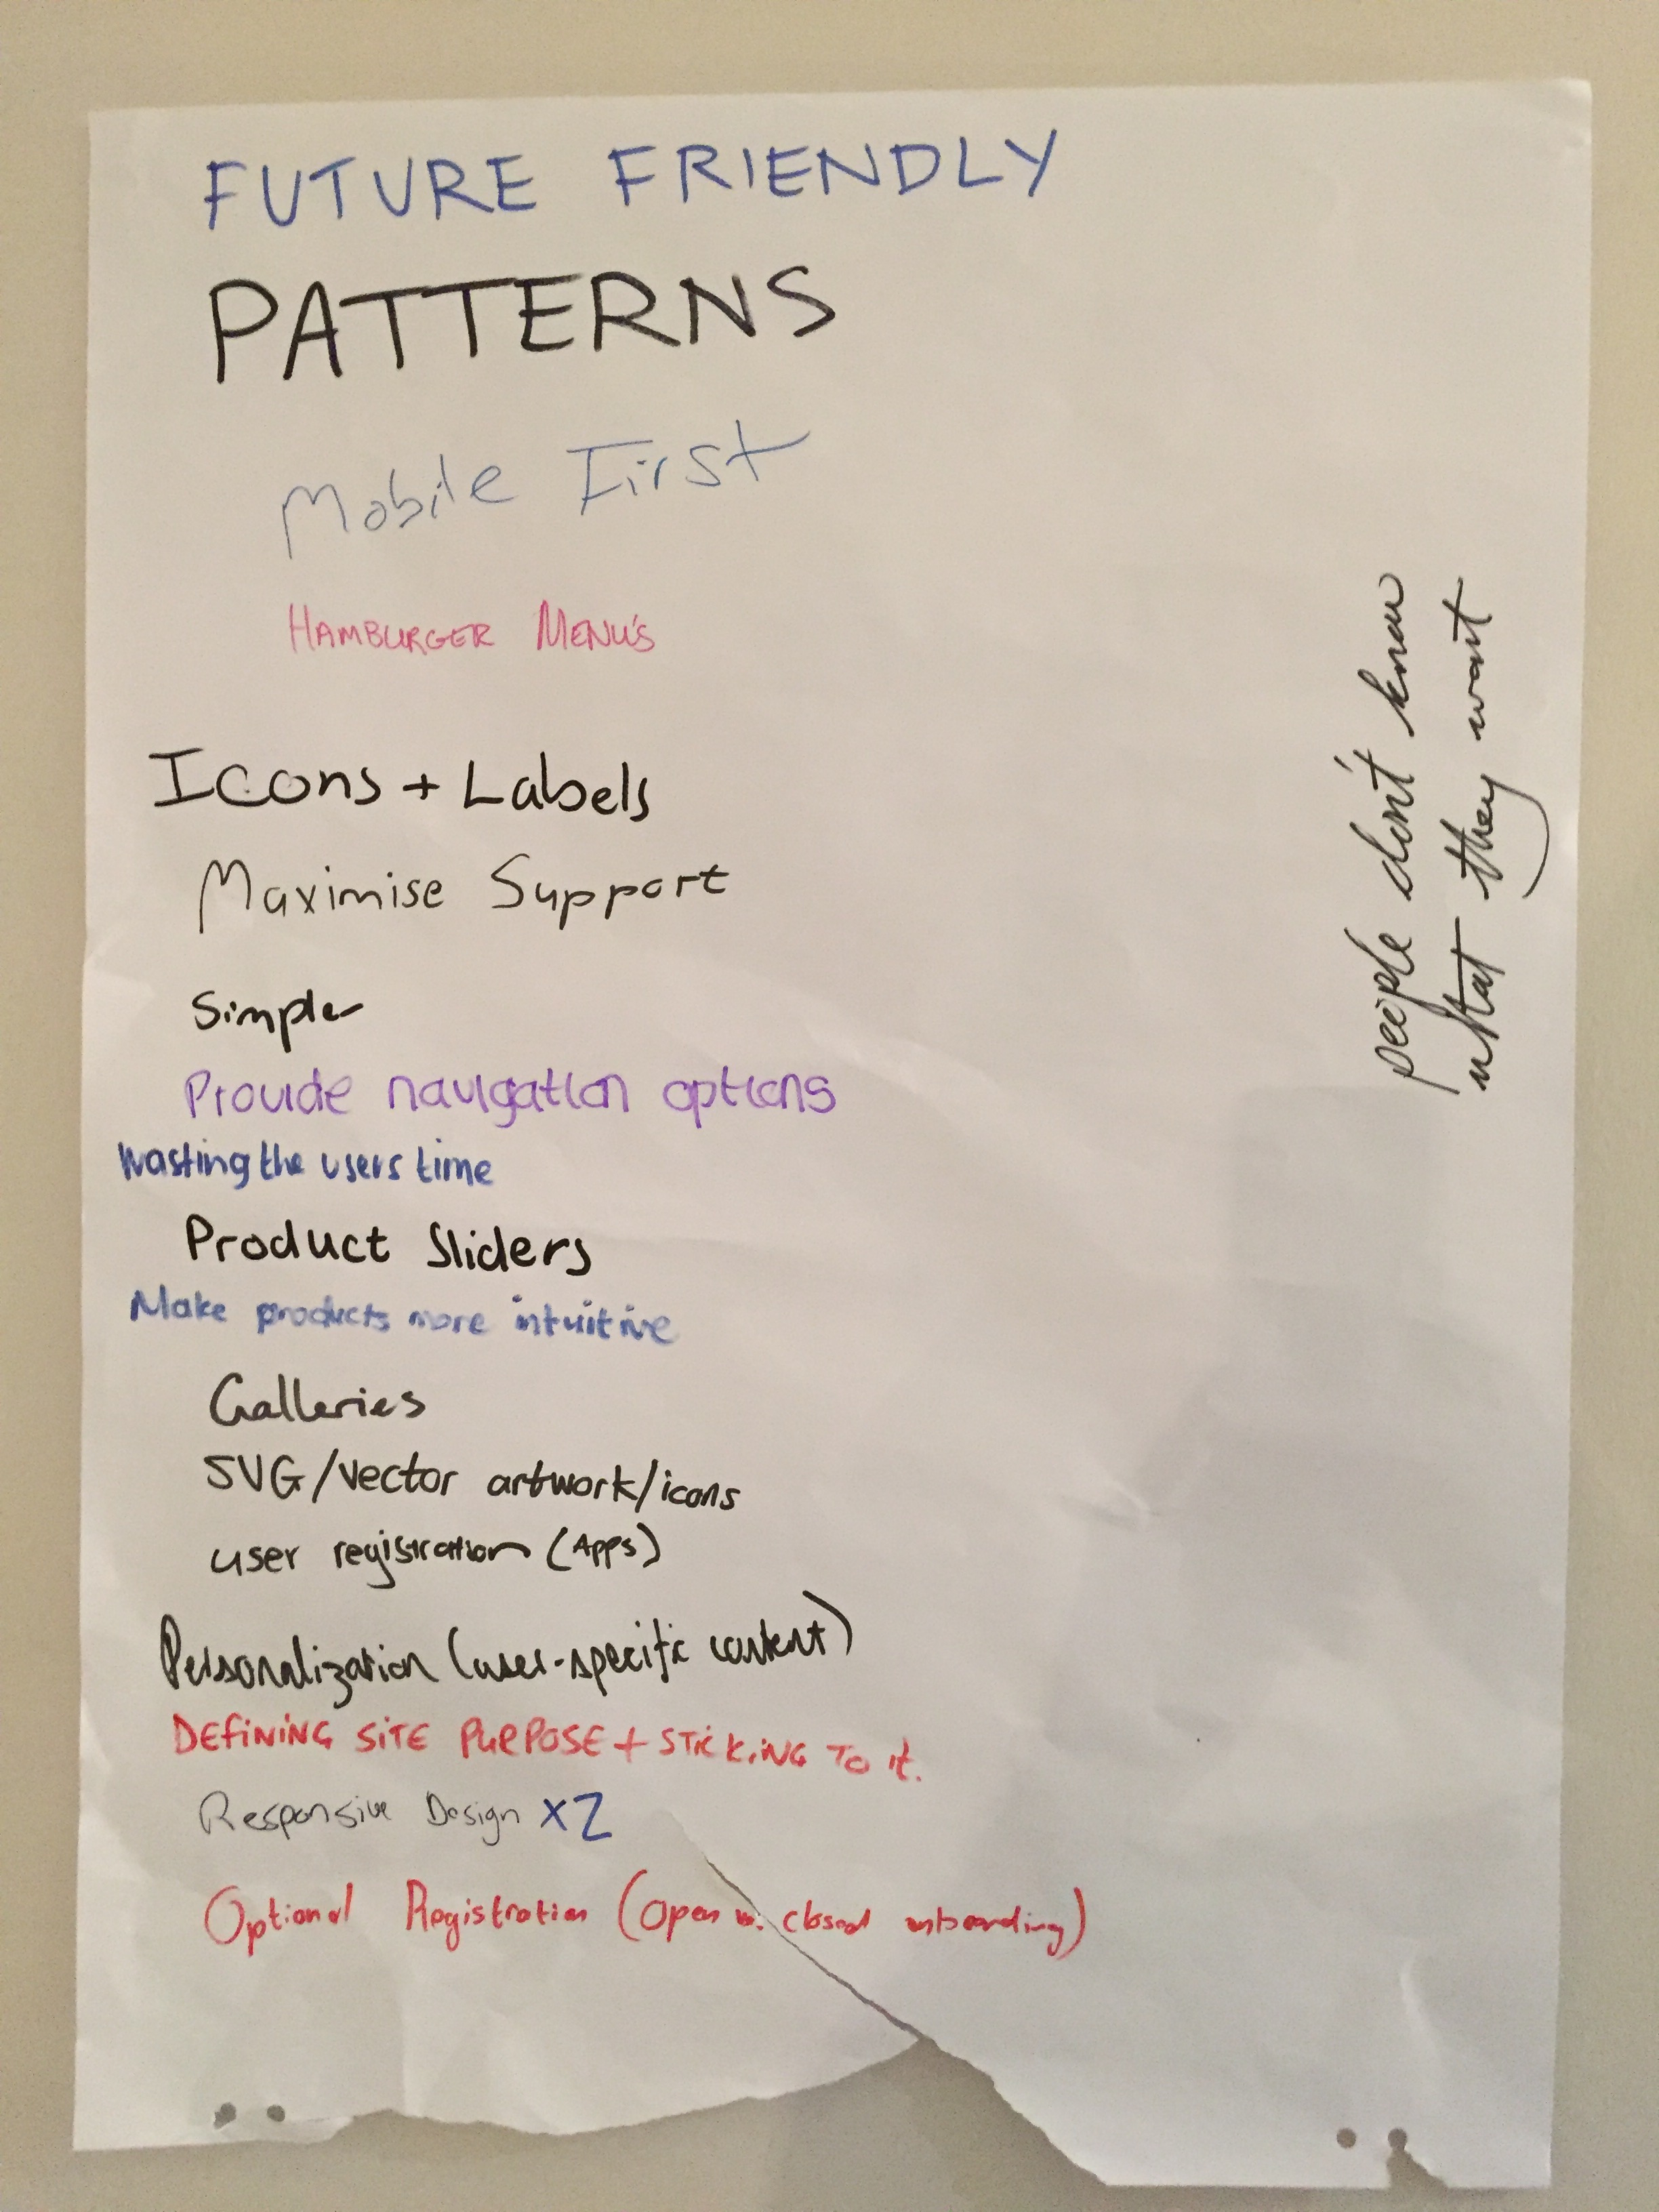 FUTURE FRIENDLY
PATTERNS
Mobile First
HAMBURGER MENU'S
Icons + Labels
Maximise Support
Simpler
Provide navigation options
Wasting the users time
Product Sliders
Make products more intuitive
Galleries
SVG/vector artwork/icons
user registration (Apps)
Personalization (user-specific content)
DEFINING SITE PURPOSE + STICKING TO it.
Responsive Design x2
Optional Registration (Open vs. closed onboarding)
people don't know
what they want